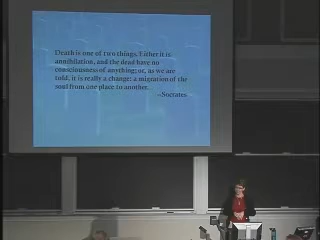 Death is one of two things. Either it is
annihilation, and the dead have no
consciousness of anything; or, as we are
told, it is really a change: a migration of the
soul from one place to another.
--Socrates